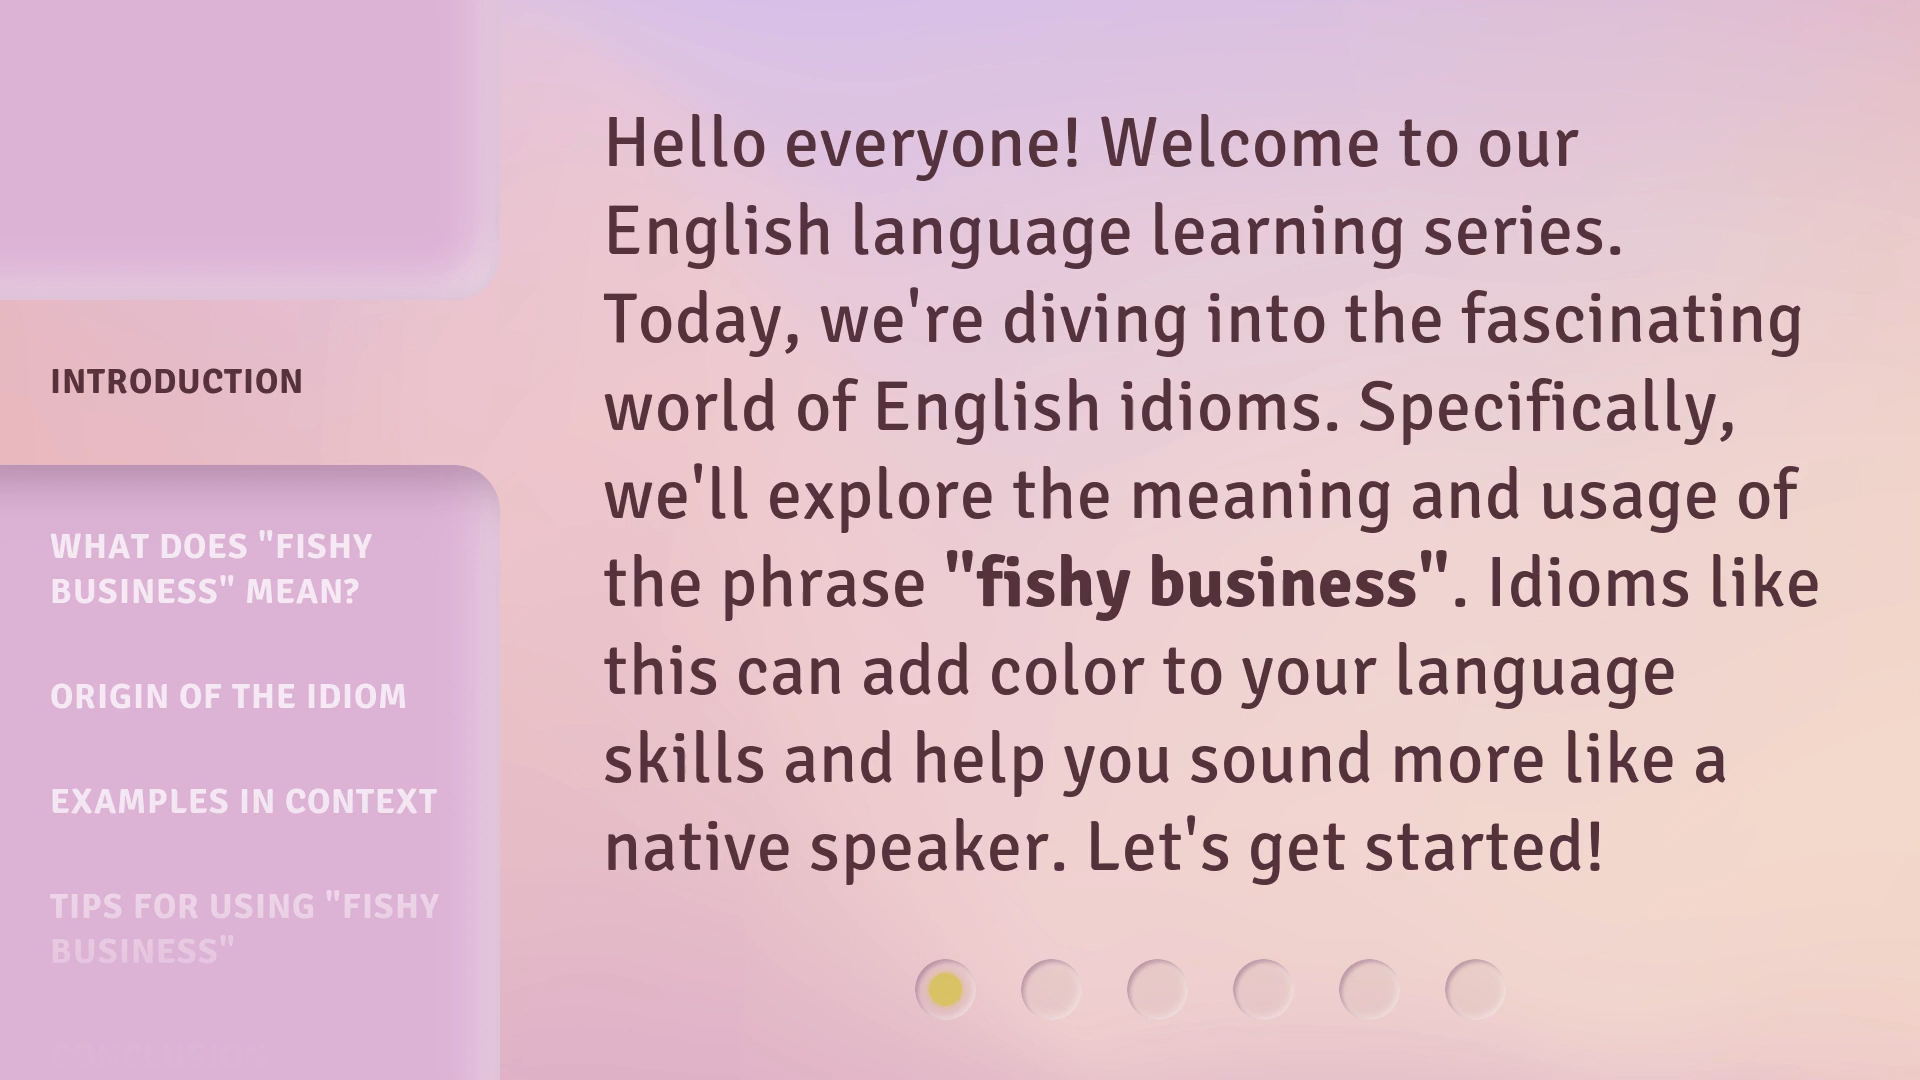 INTRODUCTION
WHAT DOES "FISHY
BUSINESS" MEAN?
ORIGIN OF THE IDIOM
EXAMPLES IN CONTEXT
TIPS FOR USING "FISHY
BUSINESS"
CONCLUSION
Hello everyone! Welcome to our
English language learning series.
Today, we're diving into the fascinating
world of English idioms. Specifically,
we'll explore the meaning and usage of
the phrase "fishy business". Idioms like
this can add color to your language
skills and help you sound more like a
native speaker. Let's get started!